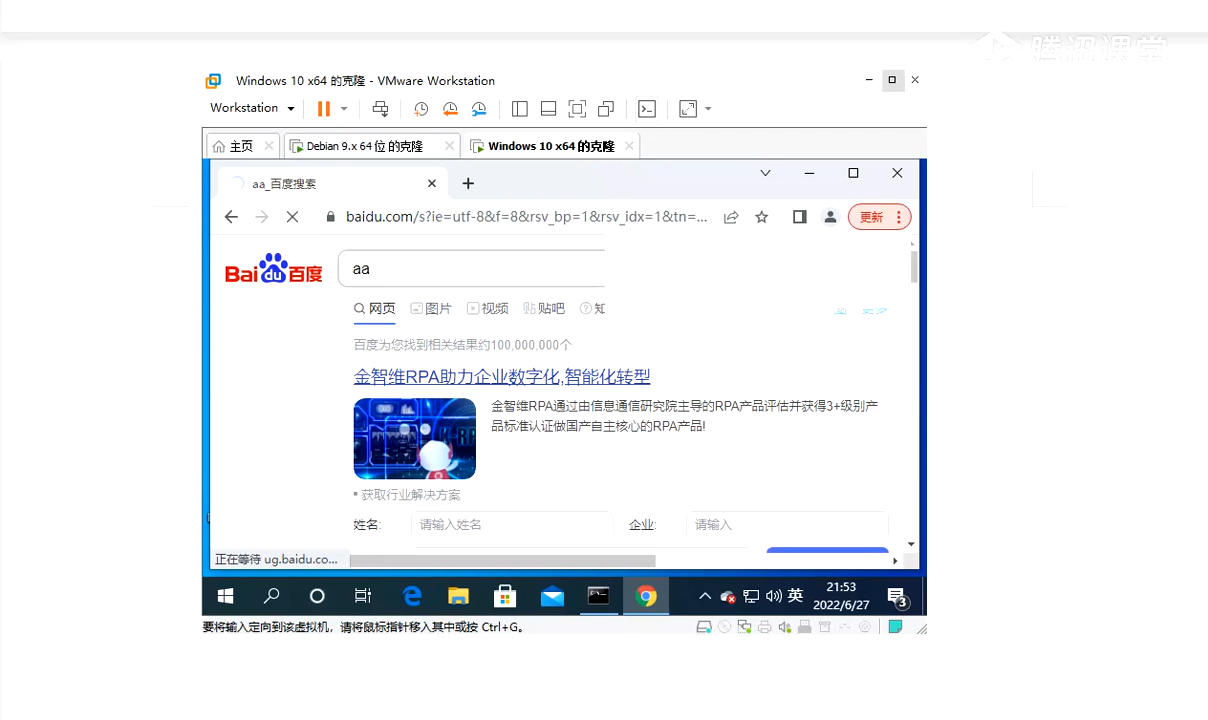 腾讯课堂
Windows 10 x64 的克隆 - VMware Workstation
Workstation
主页
Debian 9.x 64 位 的克隆
Windows 10 x64 的克隆
aa_百度搜索
baidu.com/s?ie=utf-8&f=8&rsv_bp=1&rsv_idx=1&tn=...
更新
Bai du 百度
aa
网页 图片 视频 贴吧 知
百度为您找到相关结果约100,000,000个
金智维RPA助力企业数字化,智能化转型
金智维RPA通过由信息通信研究院主导的RPA产品评估并获得3+级别产
品标准认证做国产自主核心的RPA产品!
获取行业解决方案
姓名: 请输入姓名 企业: 请输入
正在等待 ug.baidu.co...
英
21:53
2022/6/27
3
要将输入定向到该虚拟机，请将鼠标指针移入其中或按 Ctrl+G。